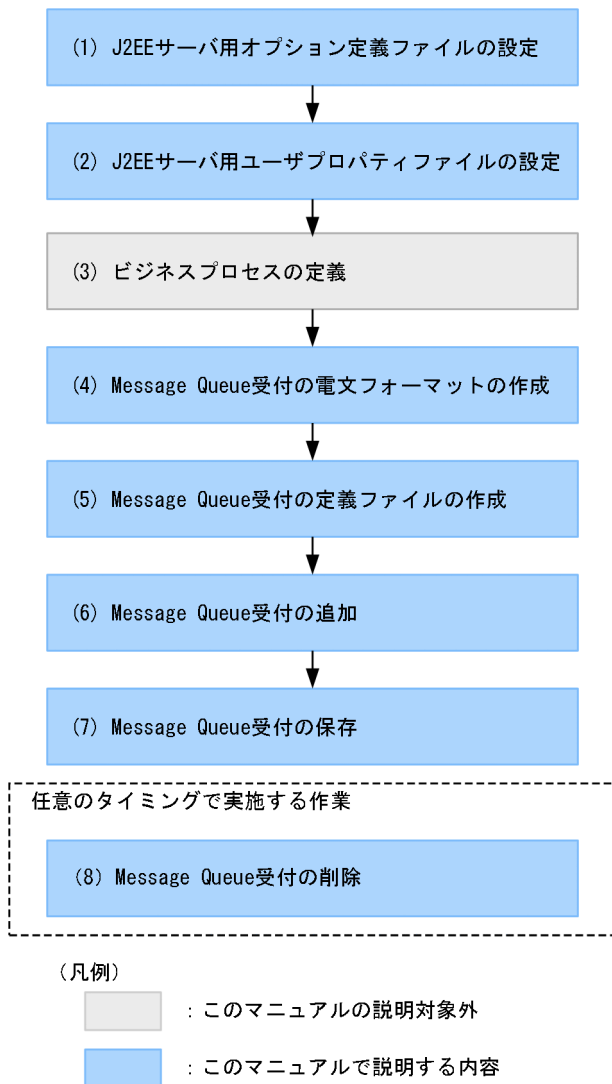 (1) J2EEサーバ用オプション定義ファイルの設定
(2) J2EEサーバ用ユーザプロパティファイルの設定
(3) ビジネスプロセスの定義
(4) Message Queue受付の電文フォーマットの作成
(5) Message Queue受付の定義ファイルの作成
(6) Message Queue受付の追加
(7) Message Queue受付の保存
任意のタイミングで実施する作業
(8) Message Queue受付の削除
(凡例)
：このマニュアルの説明対象外
：このマニュアルで説明する内容